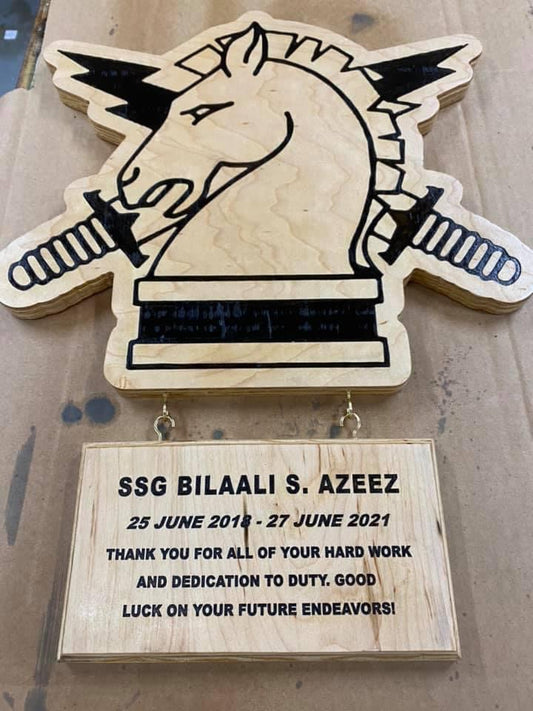 SSG BILAALI S. AZEEZ
25 JUNE 2018 - 27 JUNE 2021
THANK YOU FOR ALL OF YOUR HARD WORK
AND DEDICATION TO DUTY. GOOD
LUCK ON YOUR FUTURE ENDEAVORS!